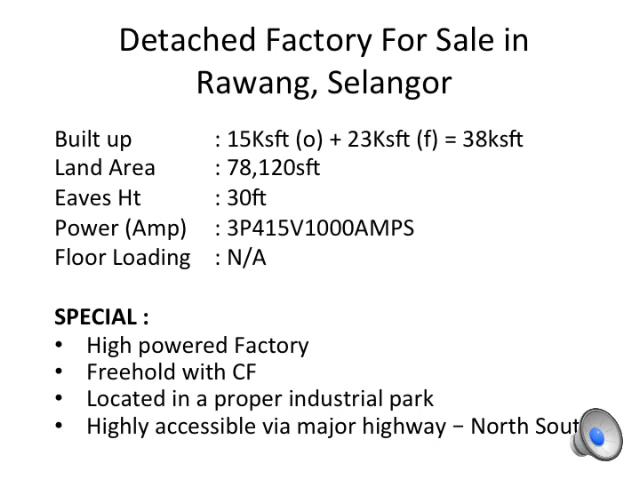 Detached Factory For Sale in
Rawang, Selangor
Built up : 15Ksft (o) + 23Ksft (f) = 38ksft
Land Area : 78,120sft
Eaves Ht : 30ft
Power (Amp) : 3P415V1000AMPS
Floor Loading : N/A
SPECIAL :
• High powered Factory
• Freehold with CF
• Located in a proper industrial park
• Highly accessible via major highway – North